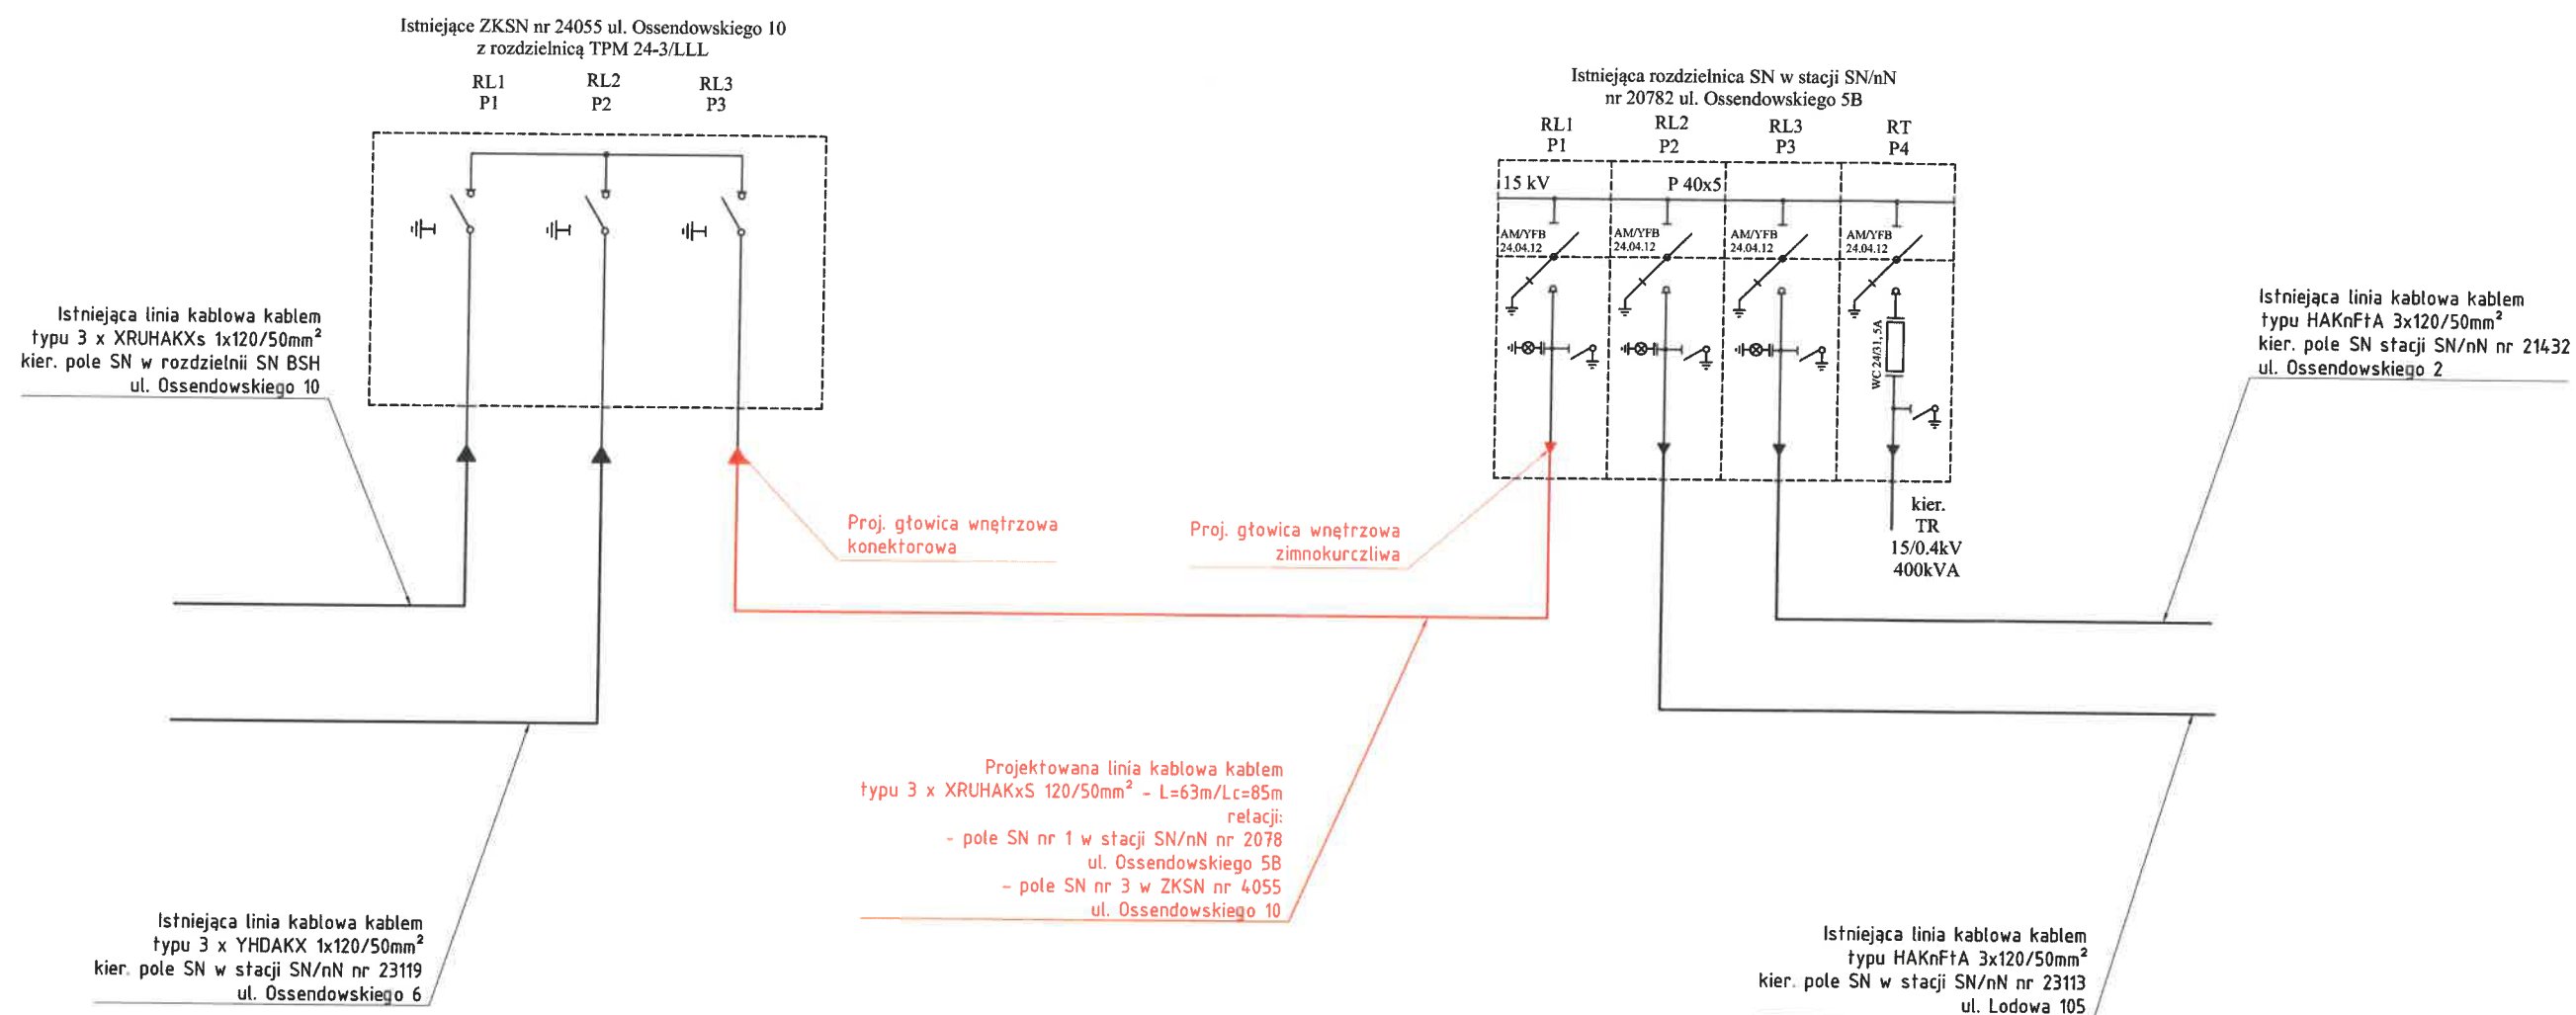 Istniejące ZKSN nr 24055 ul. Ossendowskiego 10
z rozdzielnicą TPM 24-3/LLL
RL1
P1
RL2
P2
RL3
P3
Istniejąca rozdzielnica SN w stacji SN/nN
nr 20782 ul. Ossendowskiego 5B
RL1
P1
RL2
P2
RL3
P3
RT
P4
15 kV
P 40x5
AM/YFB
24.04.12
AM/YFB
24.04.12
AM/YFB
24.04.12
AM/YFB
24.04.12
WC 24/31,5A
kier.
TR
15/0.4kV
400kVA
Istniejąca linia kablowa kablem
typu 3 x XRUHAKXs 1x120/50mm²
kier. pole SN w rozdzielnii SN BSH
ul. Ossendowskiego 10
Istniejąca linia kablowa kablem
typu HAKnFtA 3x120/50mm²
kier. pole SN stacji SN/nN nr 21432
ul. Ossendowskiego 2
Proj. głowica wnętrzowa
konektorowa
Proj. głowica wnętrzowa
zimnokurczliwa
Projektowana linia kablowa kablem
typu 3 x XRUHAKxS 120/50mm² - L=63m/Lc=85m
relacji:
- pole SN nr 1 w stacji SN/nN nr 2078
ul. Ossendowskiego 5B
- pole SN nr 3 w ZKSN nr 4055
ul. Ossendowskiego 10
Istniejąca linia kablowa kablem
typu 3 x YHDAKX 1x120/50mm²
kier. pole SN w stacji SN/nN nr 23119
ul. Ossendowskiego 6
Istniejąca linia kablowa kablem
typu HAKnFtA 3x120/50mm²
kier. pole SN w stacji SN/nN nr 23113
ul. Lodowa 105